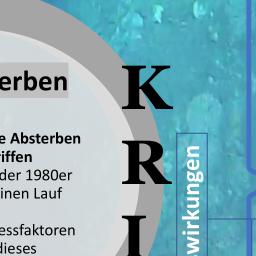 erben
e Absterben
iffen
der 1980er
inen Lauf
essfaktoren
dieses
K
R
I
wirkungen